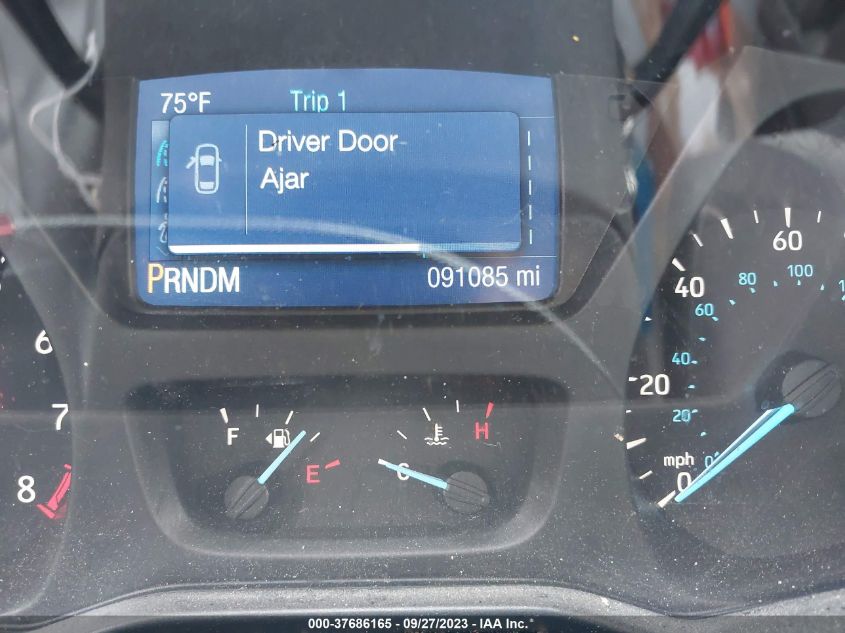 75°F Trip 1
Driver Door
Ajar
PRNDM 091085 mi
60
40 80 100
60
6
20 40
7 F H 20
E C mph 0
8 0
000-37686165 - 09/27/2023 - IAA Inc.